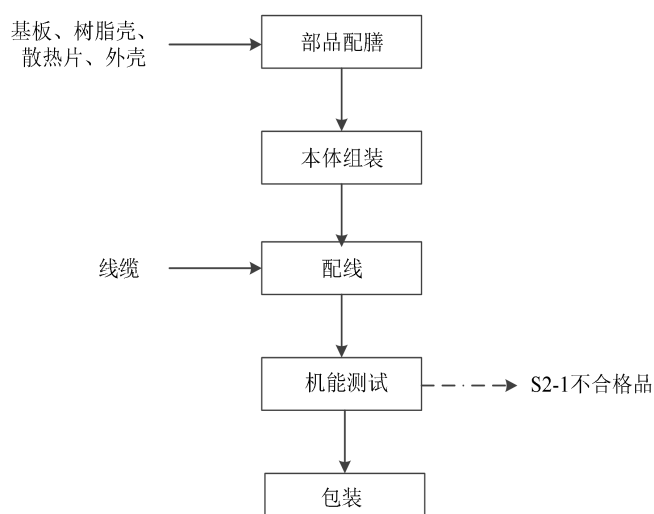 基板、树脂壳、
散热片、外壳
部品配膳
本体组装
线缆
配线
机能测试
S2-1不合格品
包装